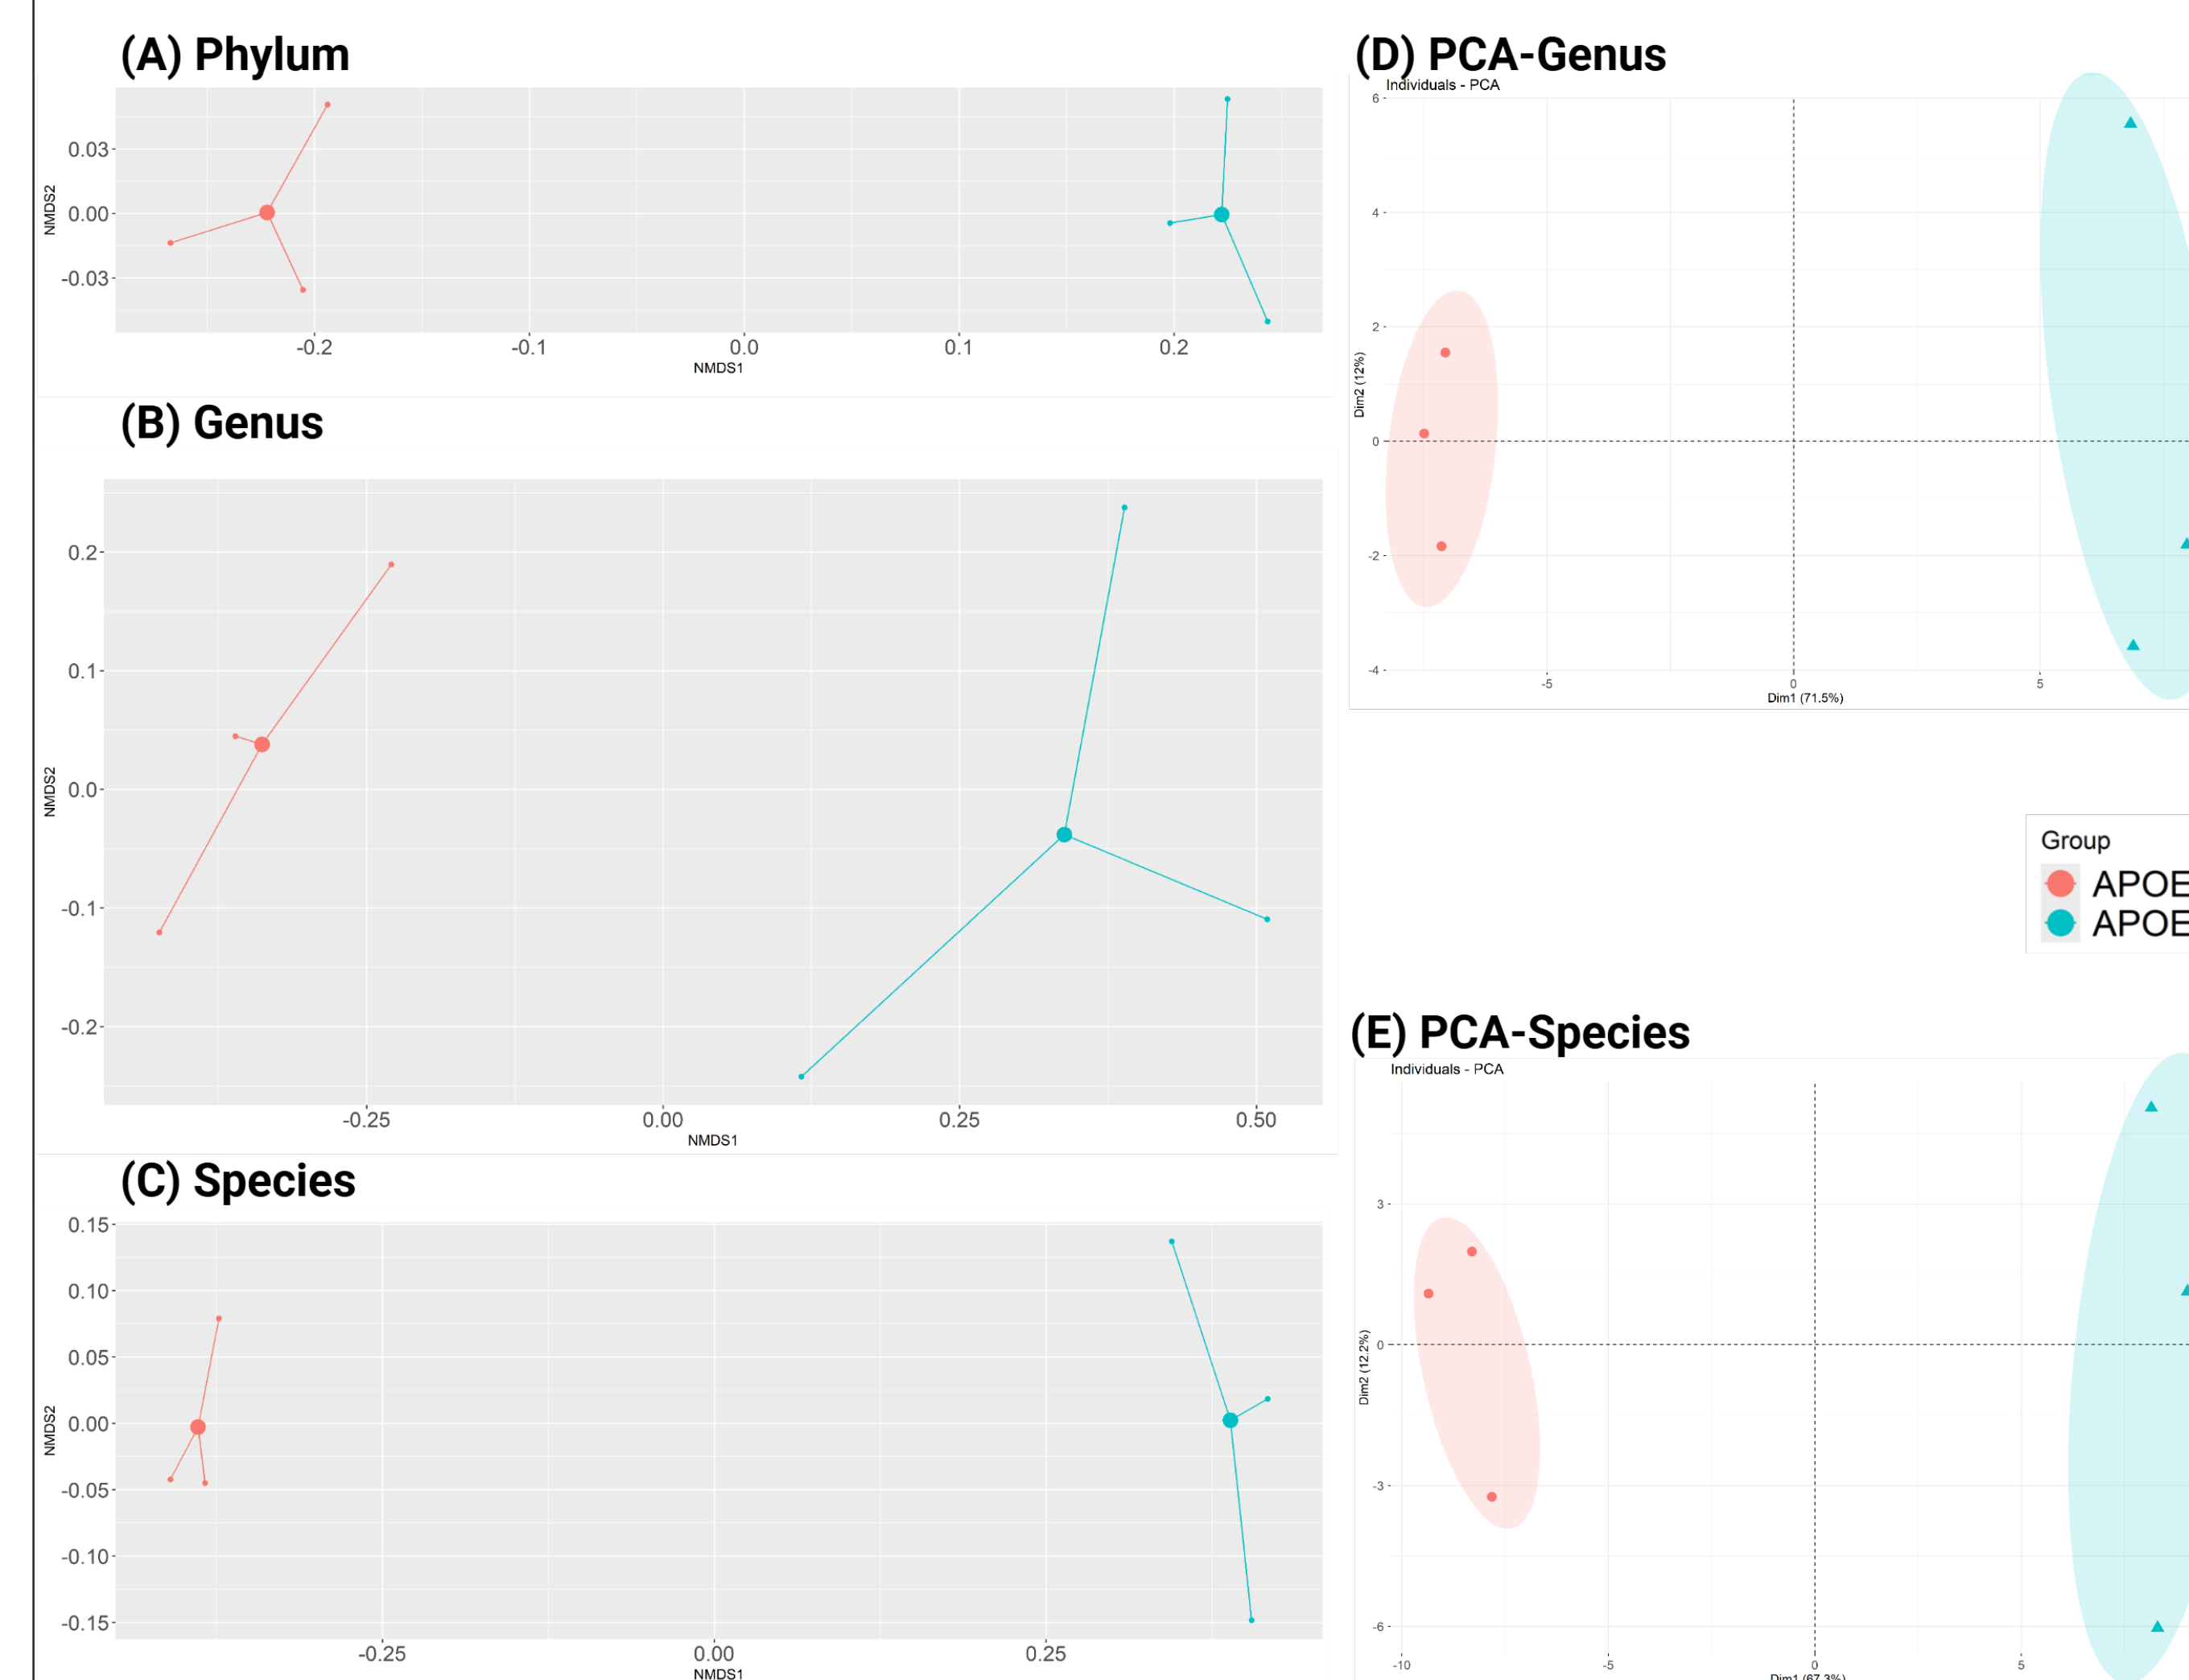 (A) Phylum
0.03
0.00
-0.03
NMDS2
-0.2 -0.1 0.0 0.1 0.2
NMDS1
(B) Genus
0.2
0.1
0.0
-0.1
-0.2
NMDS2
-0.25 0.00 0.25 0.50
NMDS1
(C) Species
0.15
0.10
0.05
0.00
-0.05
-0.10
-0.15
NMDS2
-0.25 0.00 0.25
NMDS1
(D) PCA-Genus
Individuals - PCA
6
4
2
0
-2
-4
Dim2 (12%)
-5 0 5
Dim1 (71.5%)
Group
APOE
APOE
(E) PCA-Species
Individuals - PCA
3
0
-3
-6
Dim2 (12.2%)
-10 -5 0 5
Dim1 (67.3%)